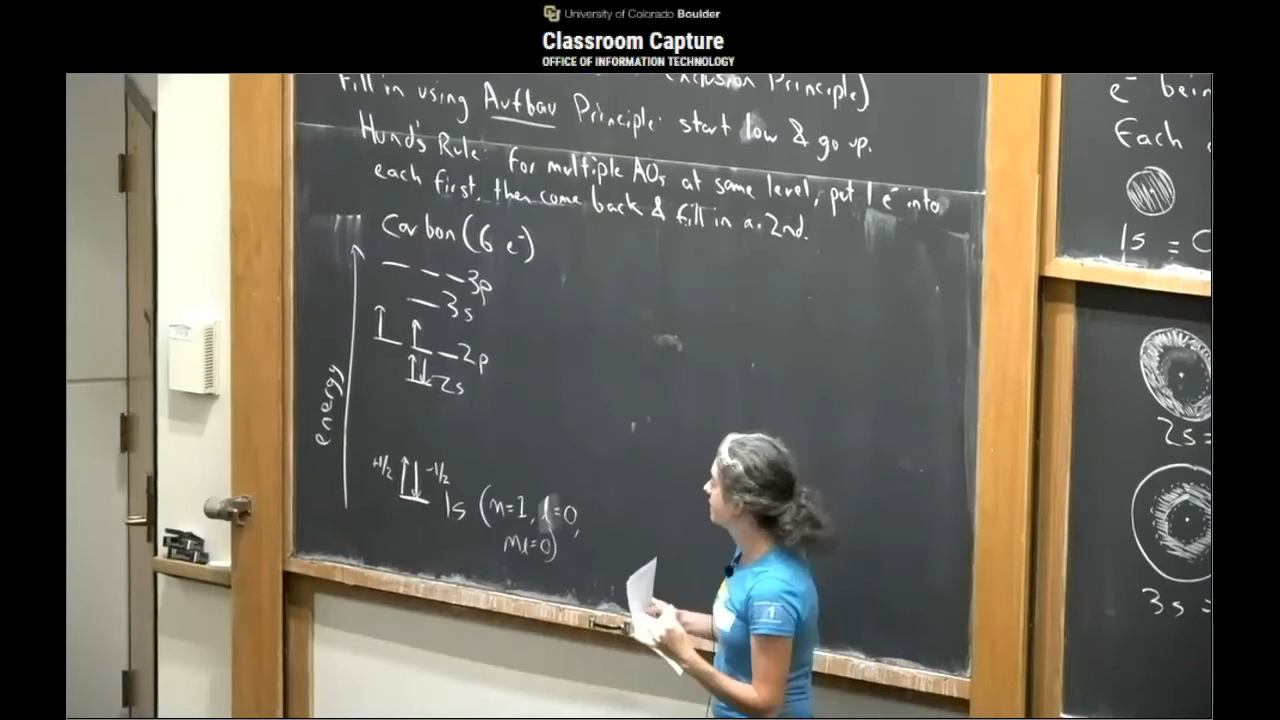 University of Colorado Boulder
Classroom Capture
OFFICE OF INFORMATION TECHNOLOGY
Principle)
Fill in using Aufbau Principle: start low & go up.
Hund's Rule: for multiple AOs at same level, put 1 e⁻ into
each first, then come back & fill in a 2nd.
Carbon (6 e⁻)
3p
3s
2p
2s
energy
+1/2 -1/2
1s (n=1, l=0,
ml=0)
e⁻ bein
Each
1s = C
2s=
3s =